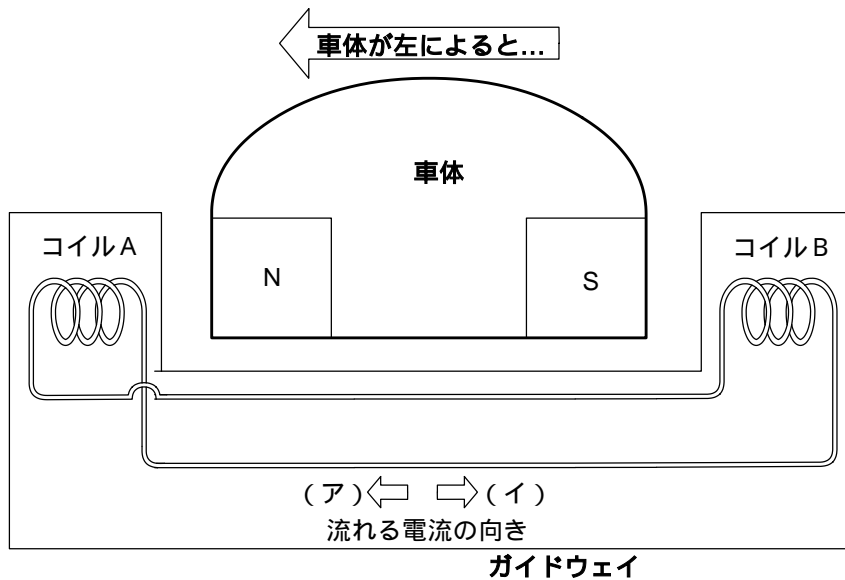 車体が左によると…
車体
コイルA
コイルB
N
S
(ア)
(イ)
流れる電流の向き
ガイドウェイ